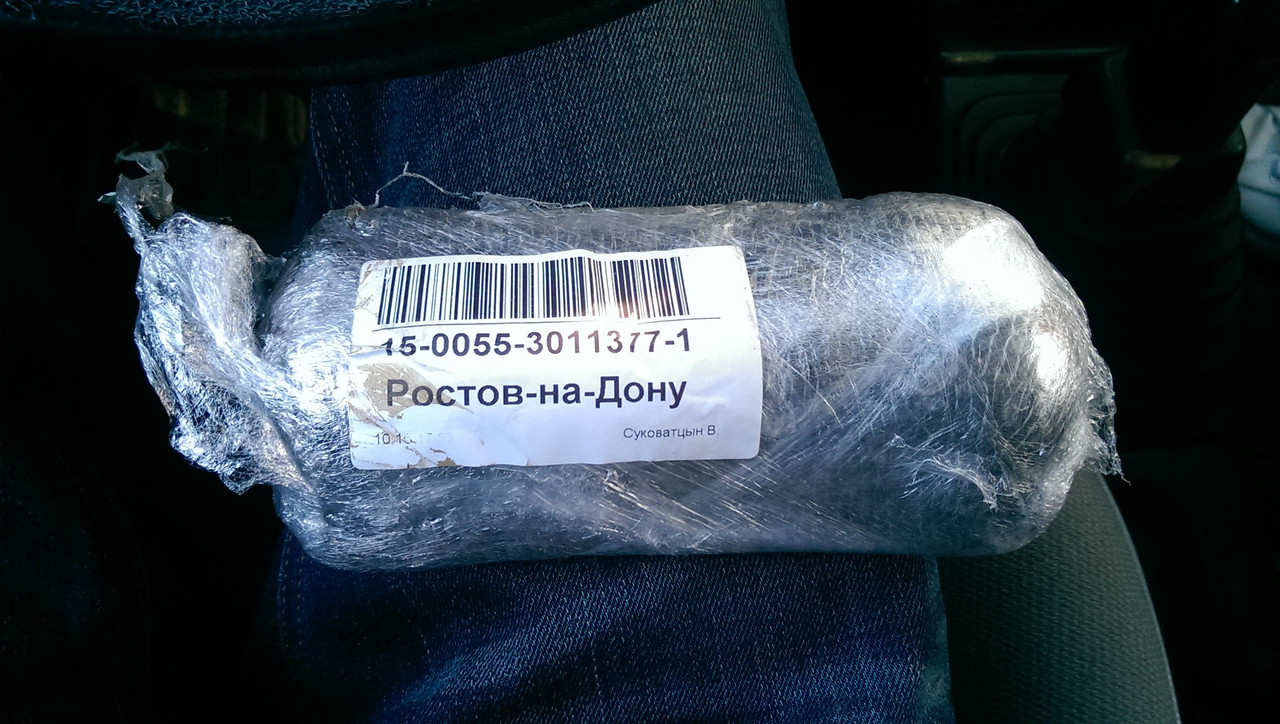 15-0055-3011377-1
Ростов-на-Дону
Суковатцын В.